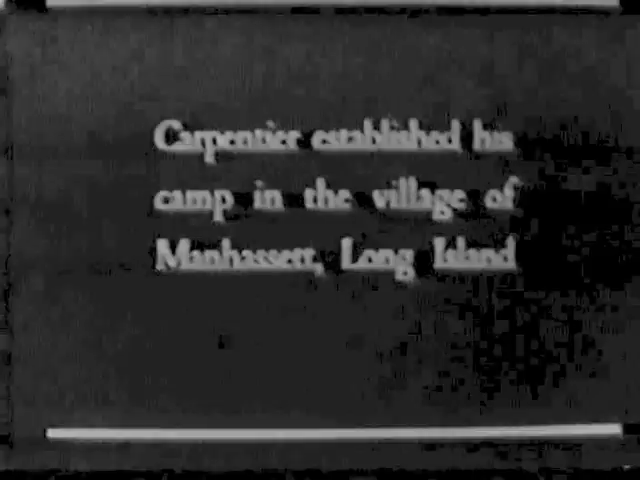 Carpentier established his
camp in the village of
Manhassett, Long Island